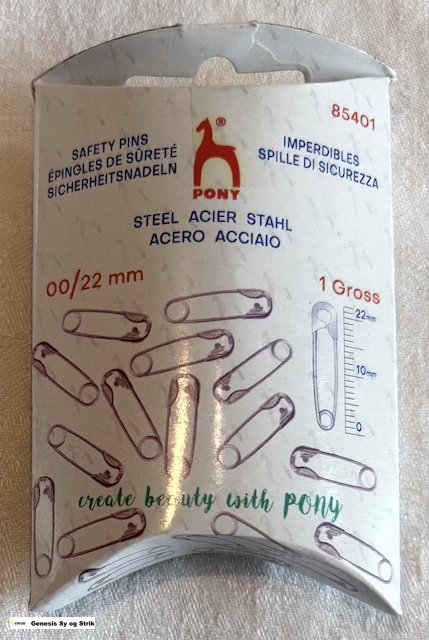 85401
SAFETY PINS
ÉPINGLES DE SÛRETÉ
SICHERHEITSNADELN
®
PONY
IMPERDIBLES
SPILLE DI SICUREZZA
STEEL ACIER STAHL
ACERO ACCIAIO
00/22 mm
1 Gross
22mm
10mm
0
create beauty with PONY
Genesis Sy og Strik